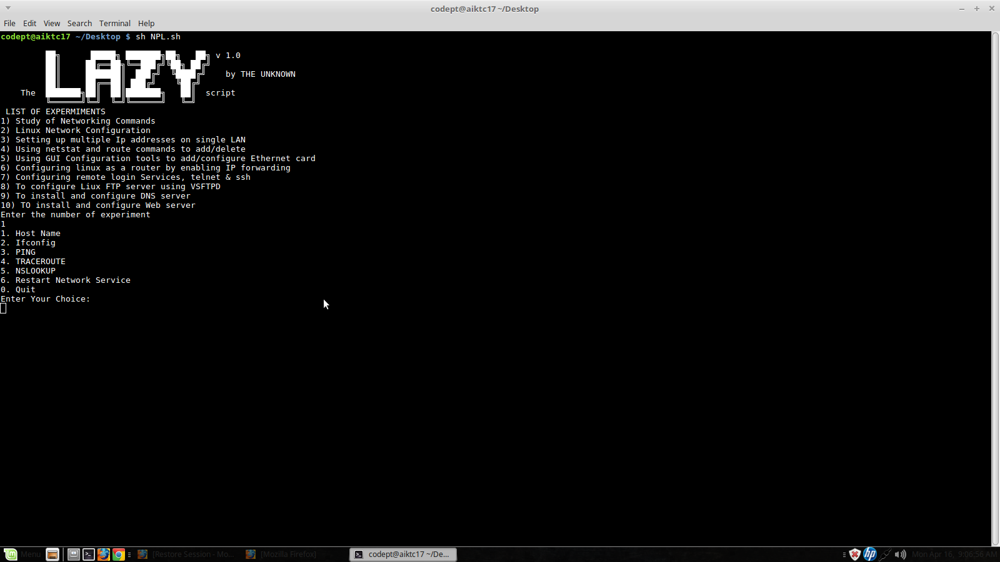 codept@aiktc17 ~/Desktop
File Edit View Search Terminal Help
codept@aiktc17 ~/Desktop $ sh NPL.sh
LAZY v 1.0
by THE UNKNOWN
The script
LIST OF EXPERMIMENTS
1) Study of Networking Commands
2) Linux Network Configuration
3) Setting up multiple Ip addresses on single LAN
4) Using netstat and route commands to add/delete
5) Using GUI Configuration tools to add/configure Ethernet card
6) Configuring linux as a router by enabling IP forwarding
7) Configuring remote login Services, telnet & ssh
8) To configure Liux FTP server using VSFTPD
9) To install and configure DNS server
10) TO install and configure Web server
Enter the number of experiment
1
1. Host Name
2. Ifconfig
3. PING
4. TRACEROUTE
5. NSLOOKUP
6. Restart Network Service
0. Quit
Enter Your Choice:
Menu [Restore Session - Mo... [Mozilla Firefox] codept@aiktc17 ~/De... hp Mon Apr 16, 9:06:56 AM